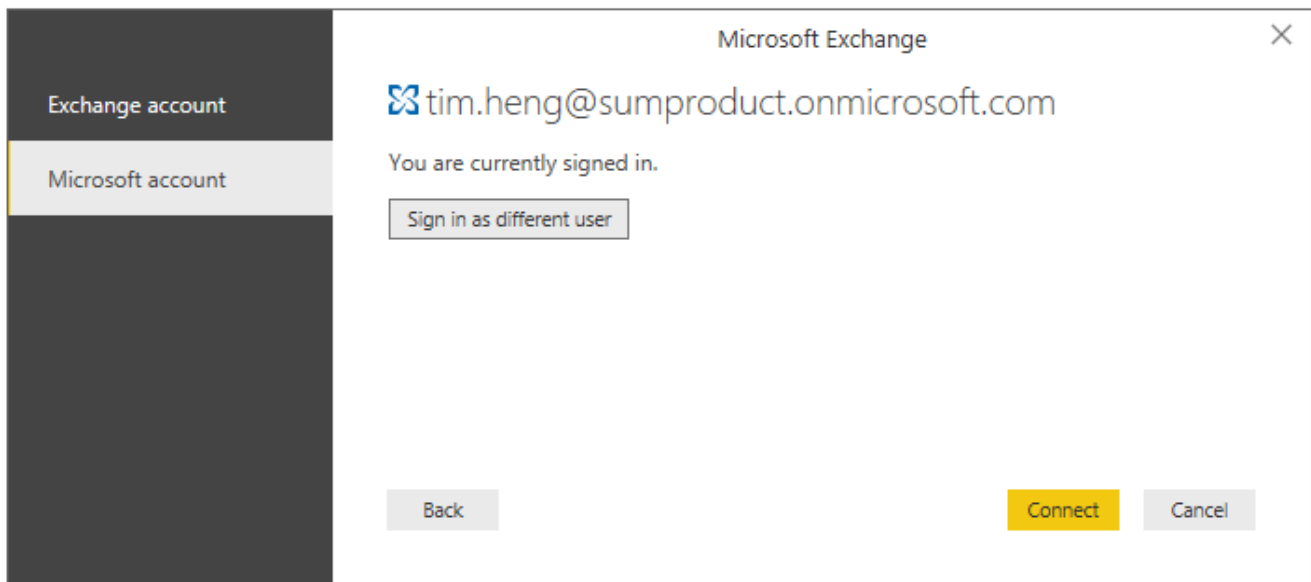 Microsoft Exchange
Exchange account
Microsoft account
tim.heng@sumproduct.onmicrosoft.com
You are currently signed in.
Sign in as different user
Back
Connect
Cancel